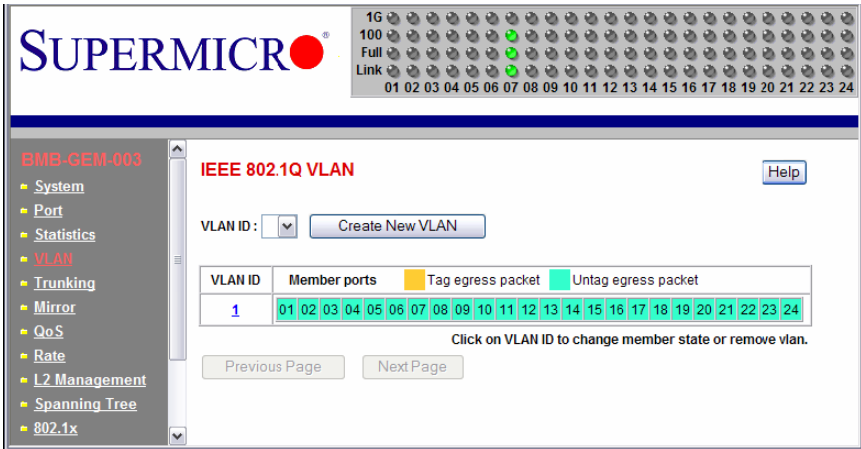 SUPERMICRO®
1G
100
Full
Link
01 02 03 04 05 06 07 08 09 10 11 12 13 14 15 16 17 18 19 20 21 22 23 24
BMB-GEM-003
System
Port
Statistics
VLAN
Trunking
Mirror
QoS
Rate
L2 Management
Spanning Tree
802.1x
IEEE 802.1Q VLAN
Help
VLAN ID : Create New VLAN
VLAN ID Member ports Tag egress packet Untag egress packet
1 01 02 03 04 05 06 07 08 09 10 11 12 13 14 15 16 17 18 19 20 21 22 23 24
Click on VLAN ID to change member state or remove vlan.
Previous Page Next Page